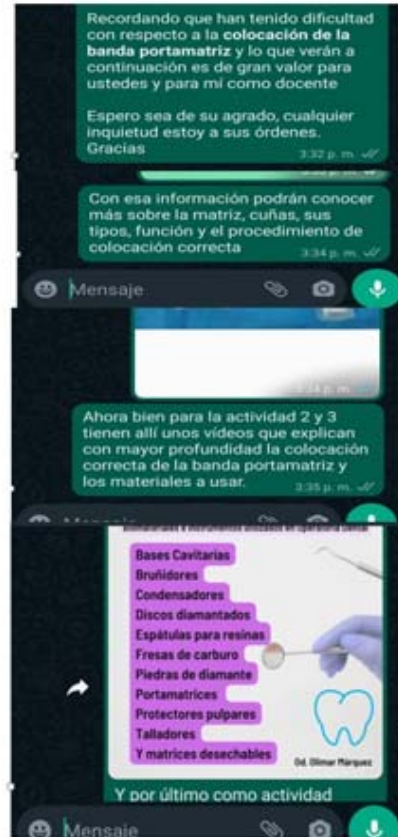 Recordando que han tenido dificultad
con respecto a la colocación de la
banda portamatriz y lo que verán a
continuación es de gran valor para
ustedes y para mí como docente
Espero sea de su agrado, cualquier
inquietud estoy a sus órdenes.
Gracias
3:32 p. m.
Con esa información podrán conocer
más sobre la matriz, cuñas, sus
tipos, función y el procedimiento de
colocación correcta
3:34 p. m.
Mensaje
Ahora bien para la actividad 2 y 3
tienen allí unos vídeos que explican
con mayor profundidad la colocación
correcta de la banda portamatriz y
los materiales a usar.
3:35 p. m.
Bases Cavitarias
Bruñidores
Condensadores
Discos diamantados
Espátulas para resinas
Fresas de carburo
Piedras de diamante
Portamatrices
Protectores pulpares
Talladores
Y matrices desechables
Od. Olimar Márquez
Y por último como actividad
Mensaje